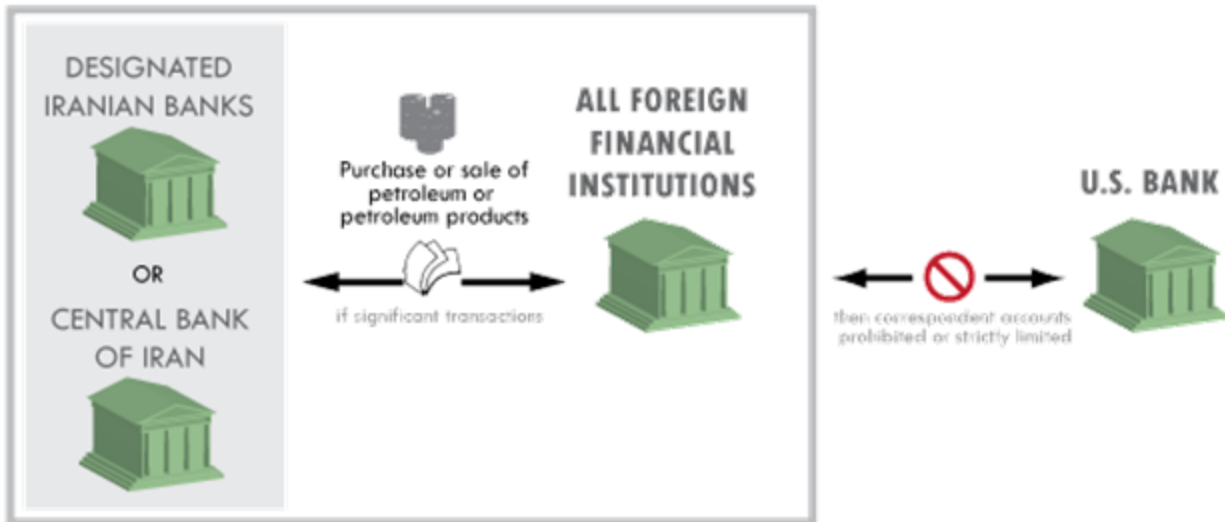 DESIGNATED
IRANIAN BANKS
OR
CENTRAL BANK
OF IRAN
Purchase or sale of
petroleum or
petroleum products
if significant transactions
ALL FOREIGN
FINANCIAL
INSTITUTIONS
then correspondent accounts
prohibited or strictly limited
U.S. BANK